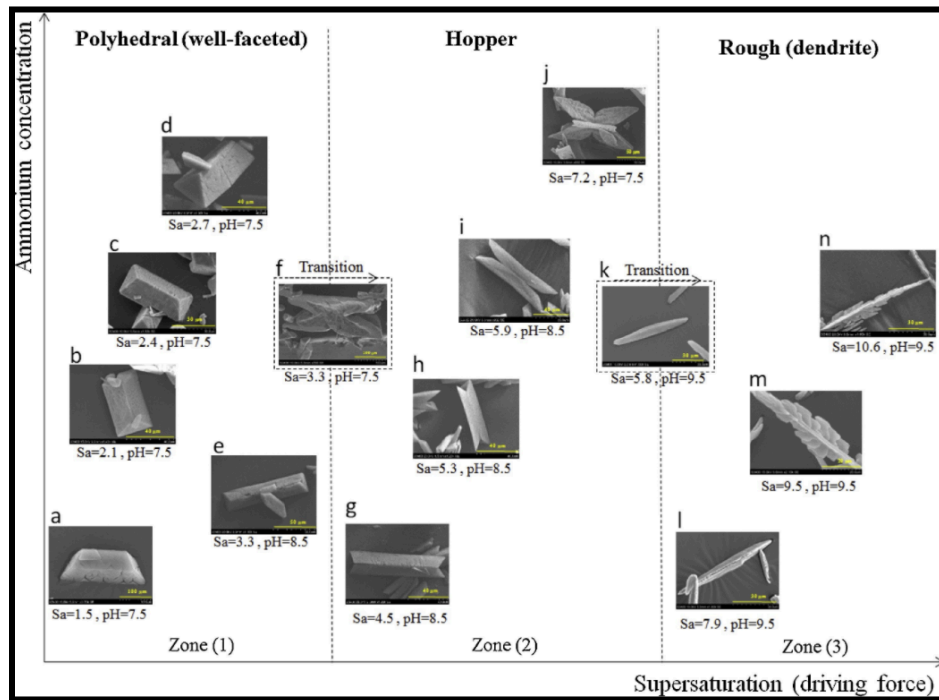 Ammonium concentration
Polyhedral (well-faceted)
Hopper
Rough (dendrite)
j
Sa=7.2 , pH=7.5
d
40 μm
Sa=2.7 , pH=7.5
c
Sa=2.4 , pH=7.5
f
Transition
Sa=3.3 , pH=7.5
i
Sa=5.9 , pH=8.5
k
Transition
Sa=5.8 , pH=9.5
n
Sa=10.6 , pH=9.5
b
40 μm
Sa=2.1 , pH=7.5
h
Sa=5.3 , pH=8.5
m
Sa=9.5 , pH=9.5
e
Sa=3.3 , pH=8.5
a
Sa=1.5 , pH=7.5
g
Sa=4.5 , pH=8.5
l
Sa=7.9 , pH=9.5
Zone (1)
Zone (2)
Zone (3)
Supersaturation (driving force)